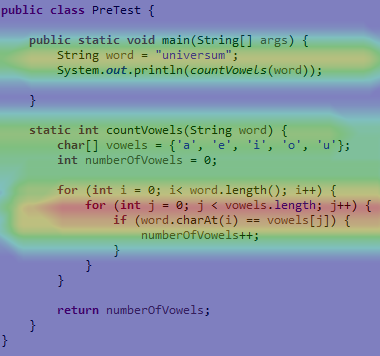 public class PreTest {
public static void main(String[] args) {
String word = "universum";
System.out.println(countVowels(word));
}
static int countVowels(String word) {
char[] vowels = {'a', 'e', 'i', 'o', 'u'};
int numberOfVowels = 0;
for (int i = 0; i< word.length(); i++) {
for (int j = 0; j < vowels.length; j++) {
if (word.charAt(i) == vowels[j]) {
numberOfVowels++;
}
}
}
return numberOfVowels;
}
}